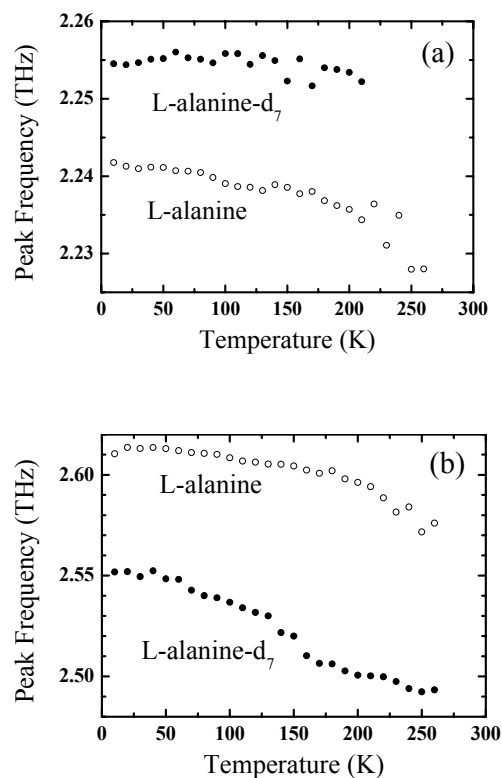 2.26
(a)
2.25
L-alanine-d7
2.24
L-alanine
2.23
Peak Frequency (THz)
0 50 100 150 200 250 300
Temperature (K)
(b)
2.60
L-alanine
2.55
L-alanine-d7
2.50
Peak Frequency (THz)
0 50 100 150 200 250 300
Temperature (K)